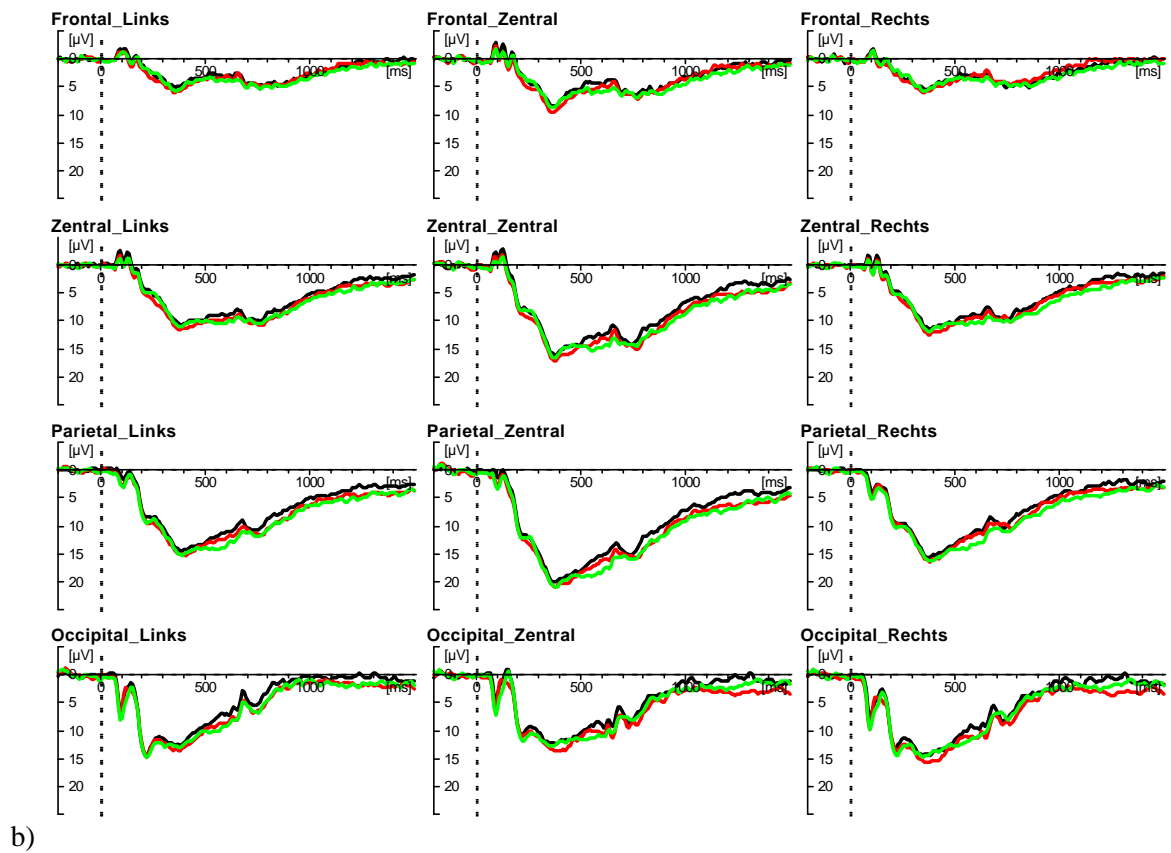 Frontal_Links Frontal_Zentral Frontal_Rechts
[µV] [µV] [µV]
0 0 500 1000 [ms] 0 0 500 1000 [ms] 0 0 500 1000 [ms]
5 5 5
10 10 10
15 15 15
20 20 20
Zentral_Links Zentral_Zentral Zentral_Rechts
[µV] [µV] [µV]
0 0 500 1000 [ms] 0 0 500 1000 [ms] 0 0 500 1000 [ms]
5 5 5
10 10 10
15 15 15
20 20 20
Parietal_Links Parietal_Zentral Parietal_Rechts
[µV] [µV] [µV]
0 0 500 1000 [ms] 0 0 500 1000 [ms] 0 0 500 1000 [ms]
5 5 5
10 10 10
15 15 15
20 20 20
Occipital_Links Occipital_Zentral Occipital_Rechts
[µV] [µV] [µV]
0 0 500 1000 [ms] 0 0 500 1000 [ms] 0 0 500 1000 [ms]
5 5 5
10 10 10
15 15 15
20 20 20
b)